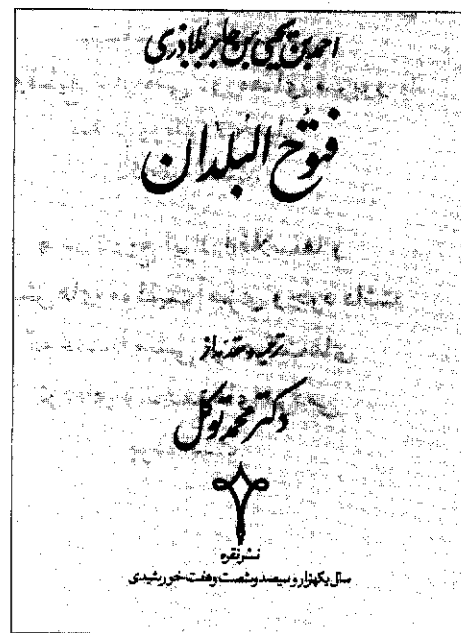 احمد بن یحیی بن جابر بلاذری
فتوح البلدان
ترجمه و مقدمه از
دکتر محمد توکل
نشر نقره
سال یکهزار و سیصد و شصت و هفت خورشیدی